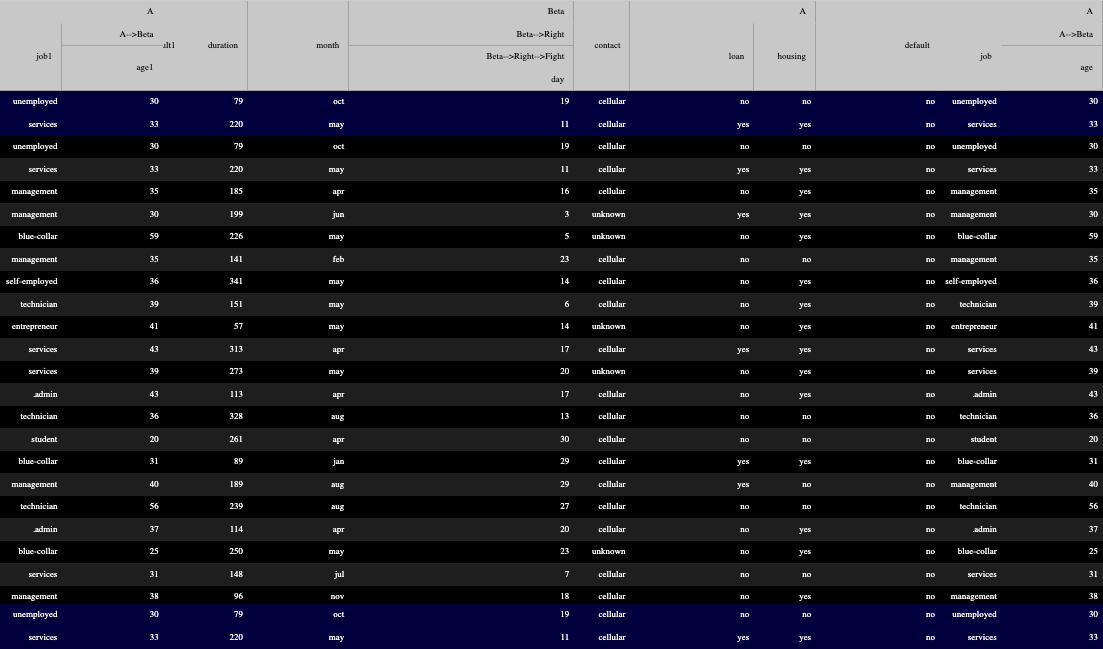 A Beta A A
A-->Beta Beta-->Right A-->Beta
job1 ult1 duration month contact default
Beta-->Right-->Fight loan housing job
age1 day age
unemployed 30 79 oct 19 cellular no no no unemployed 30
services 33 220 may 11 cellular yes yes no services 33
unemployed 30 79 oct 19 cellular no no no unemployed 30
services 33 220 may 11 cellular yes yes no services 33
management 35 185 apr 16 cellular no yes no management 35
management 30 199 jun 3 unknown yes yes no management 30
blue-collar 59 226 may 5 unknown no yes no blue-collar 59
management 35 141 feb 23 cellular no no no management 35
self-employed 36 341 may 14 cellular no yes no self-employed 36
technician 39 151 may 6 cellular no yes no technician 39
entrepreneur 41 57 may 14 unknown no yes no entrepreneur 41
services 43 313 apr 17 cellular yes yes no services 43
services 39 273 may 20 unknown no yes no services 39
.admin 43 113 apr 17 cellular no yes no .admin 43
technician 36 328 aug 13 cellular no no no technician 36
student 20 261 apr 30 cellular no no no student 20
blue-collar 31 89 jan 29 cellular yes yes no blue-collar 31
management 40 189 aug 29 cellular yes no no management 40
technician 56 239 aug 27 cellular no no no technician 56
.admin 37 114 apr 20 cellular no yes no .admin 37
blue-collar 25 250 may 23 unknown no yes no blue-collar 25
services 31 148 jul 7 cellular no no no services 31
management 38 96 nov 18 cellular no yes no management 38
unemployed 30 79 oct 19 cellular no no no unemployed 30
services 33 220 may 11 cellular yes yes no services 33